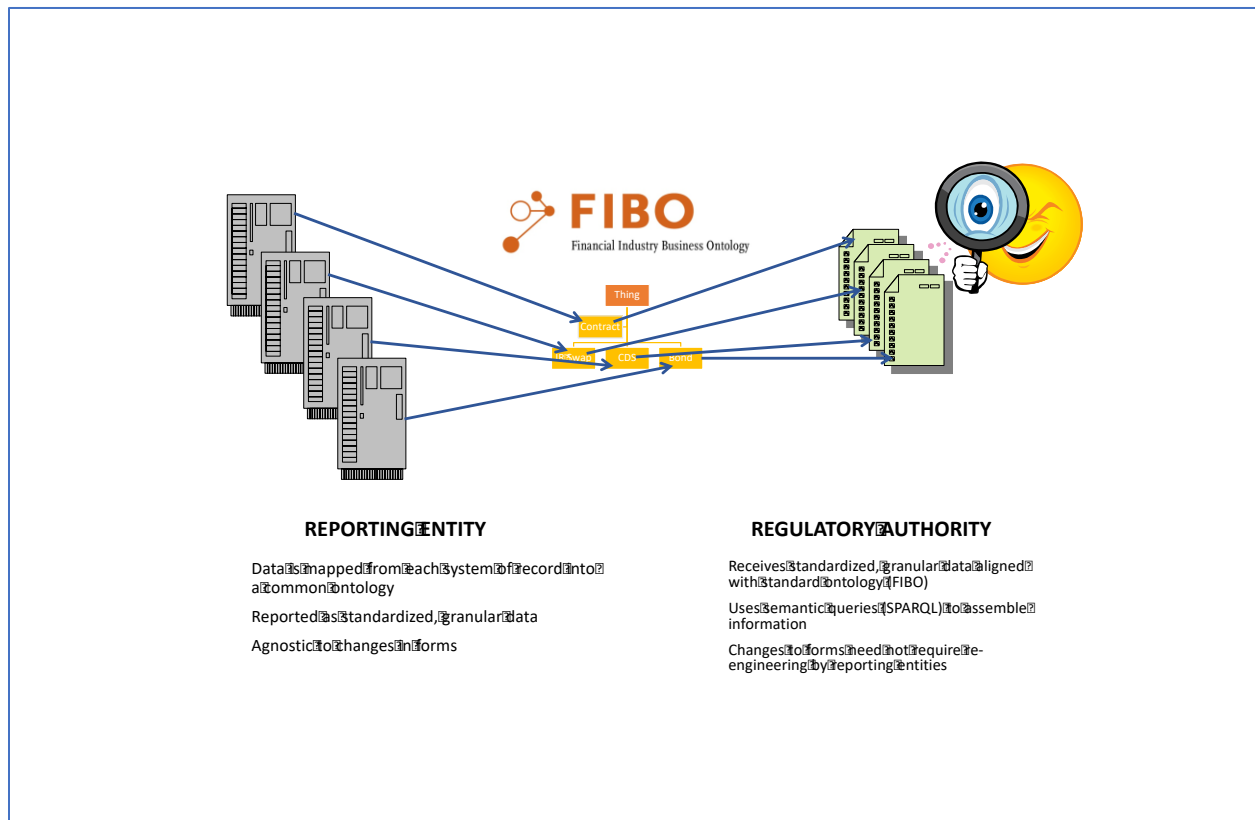 FIBO
Financial Industry Business Ontology
Thing
Contract
IR Swap
CDS
Bond
REPORTING ENTITY
Data is mapped from each system of record into
a common ontology
Reported as standardized, granular data
Agnostic to changes in forms
REGULATORY AUTHORITY
Receives standardized, granular data aligned
with standard ontology (FIBO)
Uses semantic queries (SPARQL) to assemble
information
Changes to forms need not require re-
engineering by reporting entities